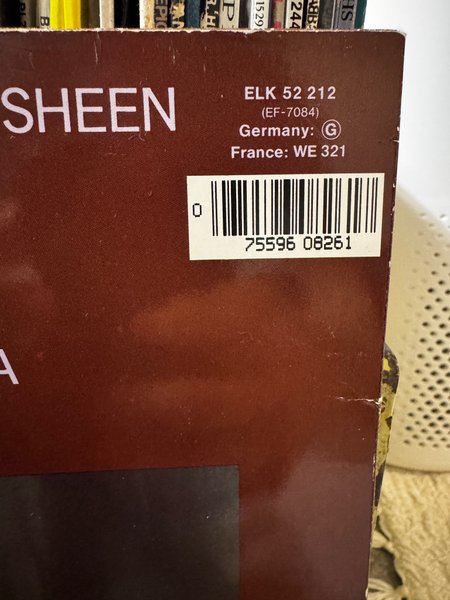 SHEEN
ELK 52 212
(EF-7084)
Germany: Ⓖ
France: WE 321
0
75596 08261
A